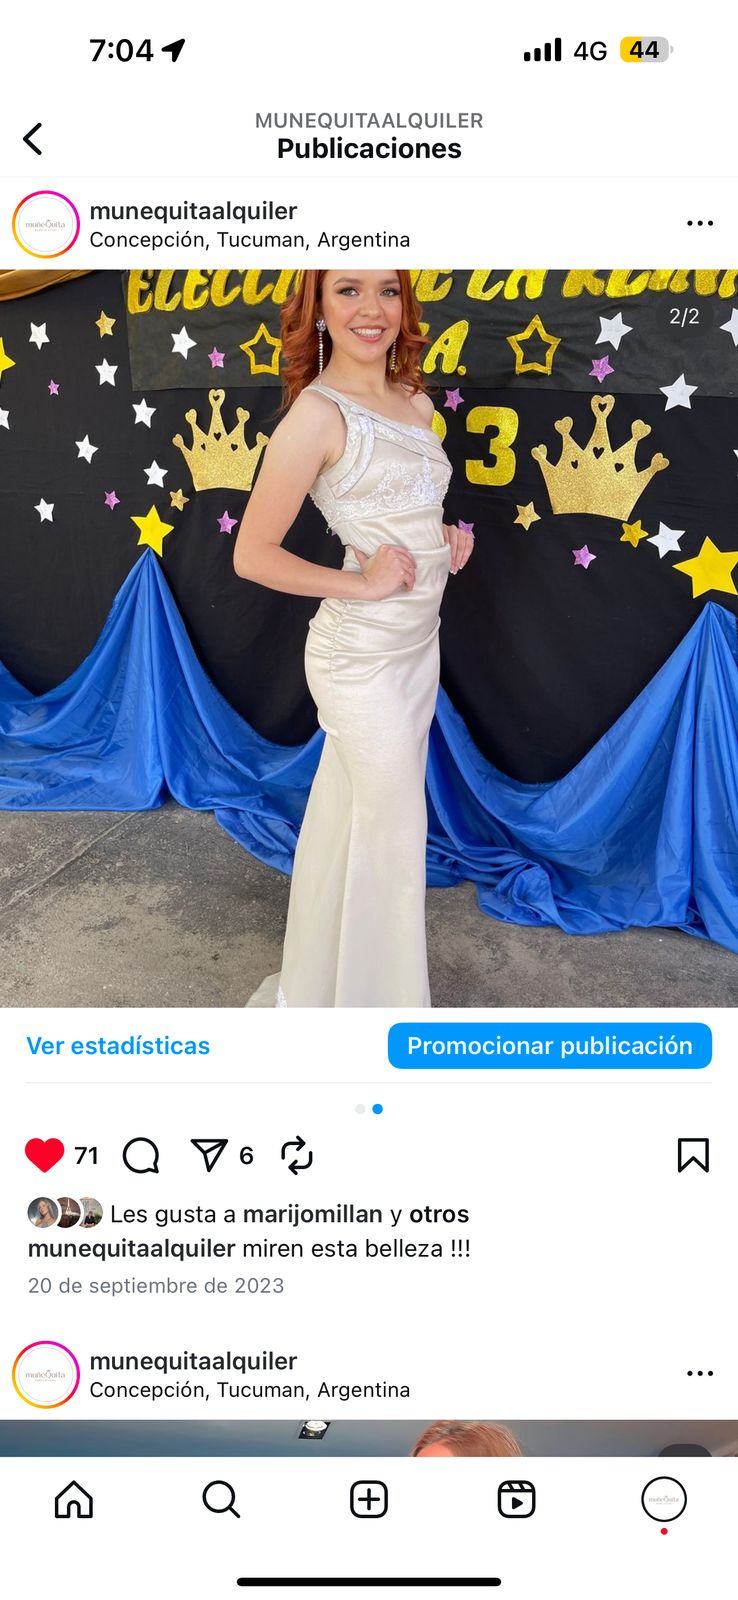 7:04
4G
44
MUNEQUITAALQUILER
Publicaciones
munequitaalquiler
Concepción, Tucuman, Argentina
2/2
3
Ver estadísticas
Promocionar publicación
71
6
Les gusta a marijomillan y otros
munequitaalquiler miren esta belleza !!!
20 de septiembre de 2023
munequitaalquiler
Concepción, Tucuman, Argentina